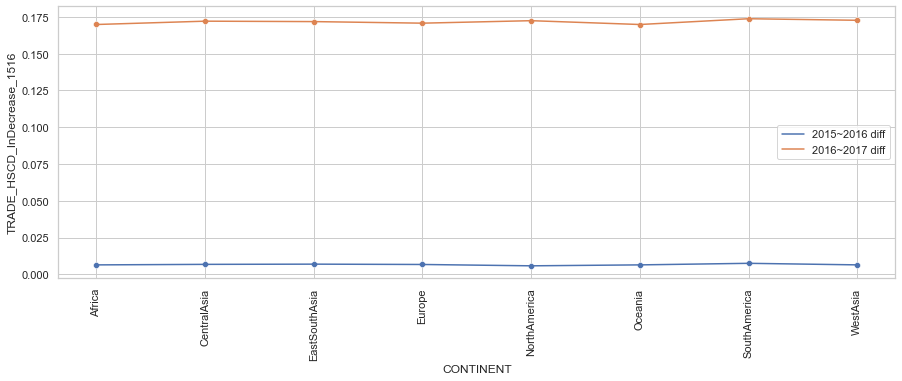 0.175
0.150
0.125
0.100
0.075
0.050
0.025
0.000
TRADE_HSCD_InDecrease_1516
2015~2016 diff
2016~2017 diff
Africa
CentralAsia
EastSouthAsia
Europe
NorthAmerica
Oceania
SouthAmerica
WestAsia
CONTINENT